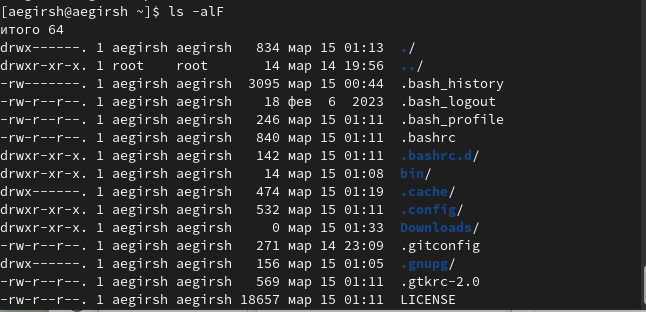 [aegirsh@aegirsh ~]$ ls -alF
итого 64
drwx------. 1 aegirsh aegirsh   834 мар 15 01:13  ./
drwxr-xr-x. 1 root    root       14 мар 14 19:56  ../
-rw-------. 1 aegirsh aegirsh  3095 мар 15 00:44  .bash_history
-rw-r--r--. 1 aegirsh aegirsh    18 фев  6  2023  .bash_logout
-rw-r--r--. 1 aegirsh aegirsh   246 мар 15 01:11  .bash_profile
-rw-r--r--. 1 aegirsh aegirsh   840 мар 15 01:11  .bashrc
drwxr-xr-x. 1 aegirsh aegirsh   142 мар 15 01:11  .bashrc.d/
drwxr-xr-x. 1 aegirsh aegirsh    14 мар 15 01:08  bin/
drwx------. 1 aegirsh aegirsh   474 мар 15 01:19  .cache/
drwxr-xr-x. 1 aegirsh aegirsh   532 мар 15 01:11  .config/
drwxr-xr-x. 1 aegirsh aegirsh     0 мар 15 01:33  Downloads/
-rw-r--r--. 1 aegirsh aegirsh   271 мар 14 23:09  .gitconfig
drwx------. 1 aegirsh aegirsh   156 мар 15 01:05  .gnupg/
-rw-r--r--. 1 aegirsh aegirsh   569 мар 15 01:11  .gtkrc-2.0
-rw-r--r--. 1 aegirsh aegirsh 18657 мар 15 01:11  LICENSE